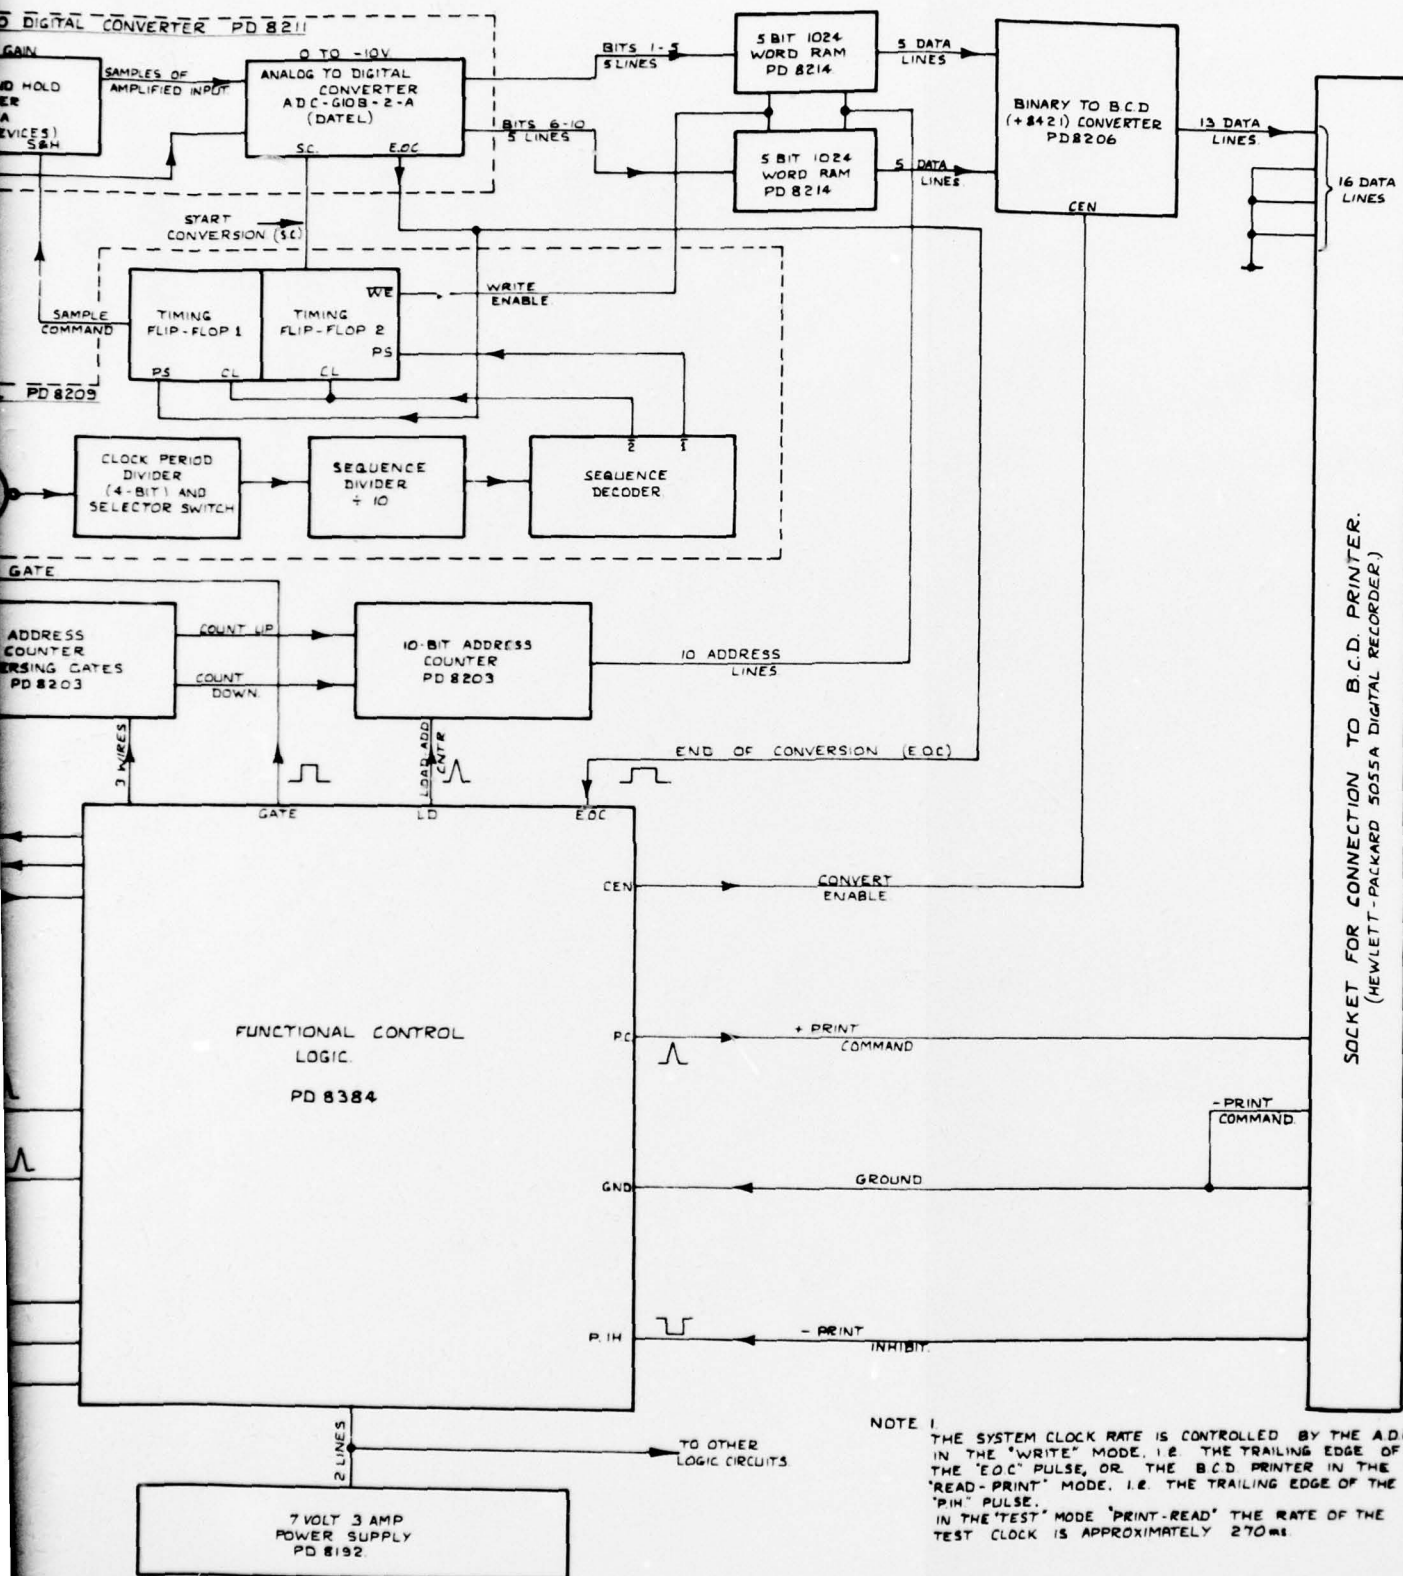 DIGITAL CONVERTER PD 8211
GAIN
HOLD
ER
A
EVICES)
S&H
SAMPLES OF
AMPLIFIED INPUT
0 TO -10V
ANALOG TO DIGITAL
CONVERTER
ADC-G10B-2-A
(DATEL)
S.C.
E.O.C.
BITS 1-5
5 LINES
BITS 6-10
5 LINES
5 BIT 1024
WORD RAM
PD 8214
5 BIT 1024
WORD RAM
PD 8214
5 DATA
LINES
5 DATA
LINES
BINARY TO B.C.D
(+8421) CONVERTER
PD8206
CEN
13 DATA
LINES
16 DATA
LINES
START
CONVERSION (S.C)
SAMPLE
COMMAND
TIMING
FLIP-FLOP 1
TIMING
FLIP-FLOP 2
WE
PS
PS
CL
CL
WRITE
ENABLE
PD 8209
CLOCK PERIOD
DIVIDER
(4-BIT) AND
SELECTOR SWITCH
SEQUENCE
DIVIDER
÷ 10
2
1
SEQUENCE
DECODER
GATE
ADDRESS
COUNTER
ERSING GATES
PD 8203
COUNT UP
COUNT
DOWN
10-BIT ADDRESS
COUNTER
PD 8203
10 ADDRESS
LINES
3 WIRES
LOAD ADD
CNTR
END OF CONVERSION (E.O.C)
GATE
LD
E.O.C
CEN
CONVERT
ENABLE
FUNCTIONAL CONTROL
LOGIC.
PD 8384
P.C
+ PRINT
COMMAND
- PRINT
COMMAND
GND
GROUND
P. IH
- PRINT
INHIBIT.
SOCKET FOR CONNECTION TO B.C.D. PRINTER.
(HEWLETT-PACKARD 5055A DIGITAL RECORDER.)
2 LINES
TO OTHER
LOGIC CIRCUITS
7 VOLT 3 AMP
POWER SUPPLY
PD 8192
NOTE 1
THE SYSTEM CLOCK RATE IS CONTROLLED BY THE A.D.
IN THE "WRITE" MODE, I.E. THE TRAILING EDGE OF
THE "E.O.C" PULSE, OR THE B.C.D PRINTER IN THE
"READ-PRINT" MODE, I.E. THE TRAILING EDGE OF THE
"P.IH." PULSE.
IN THE "TEST" MODE "PRINT-READ" THE RATE OF THE
TEST CLOCK IS APPROXIMATELY 270ms.